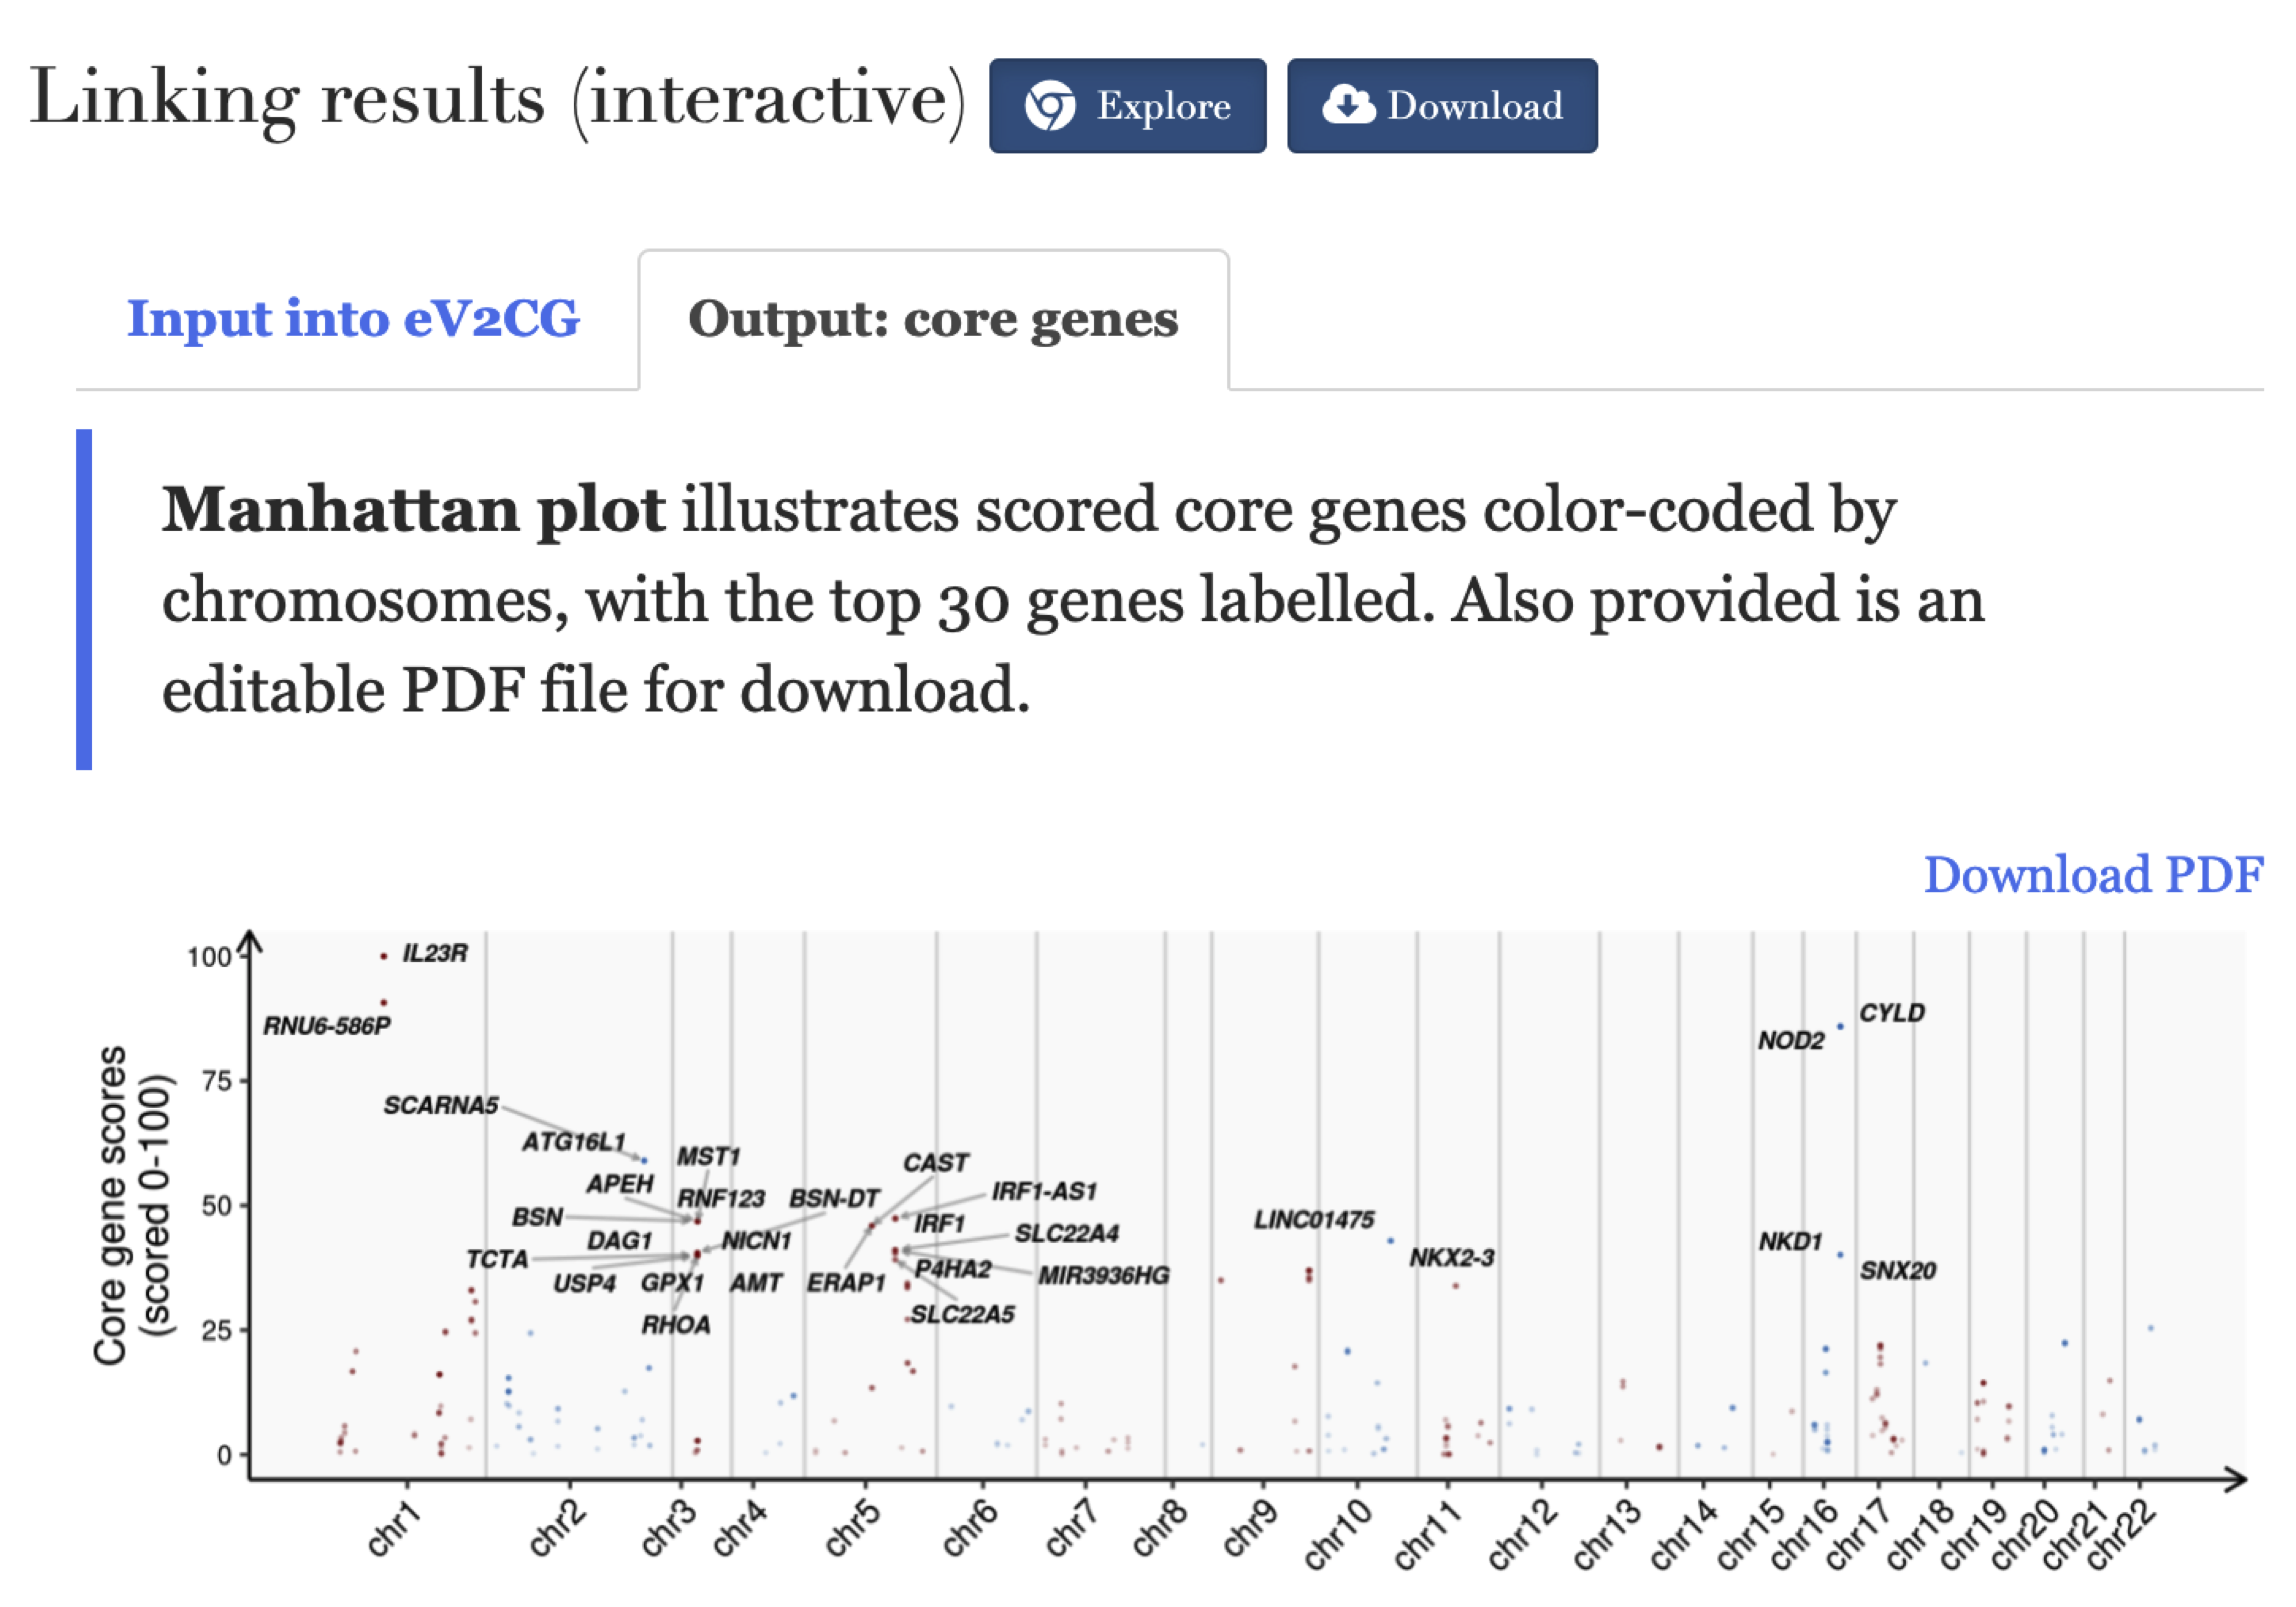 Linking results (interactive) Explore Download
Input into eV2CG Output: core genes
Manhattan plot illustrates scored core genes color-coded by
chromosomes, with the top 30 genes labelled. Also provided is an
editable PDF file for download.
Download PDF
Core gene scores
(scored 0-100)
100
75
50
25
0
IL23R
RNU6-586P
SCARNA5
ATG16L1
MST1
APEH
RNF123
BSN
DAG1
NICN1
TCTA
USP4
GPX1
AMT
RHOA
BSN-DT
CAST
IRF1-AS1
IRF1
SLC22A4
ERAP1
P4HA2
MIR3936HG
SLC22A5
LINC01475
NKX2-3
CYLD
NOD2
NKD1
SNX20
chr1
chr2
chr3
chr4
chr5
chr6
chr7
chr8
chr9
chr10
chr11
chr12
chr13
chr14
chr15
chr16
chr17
chr18
chr19
chr20
chr21
chr22